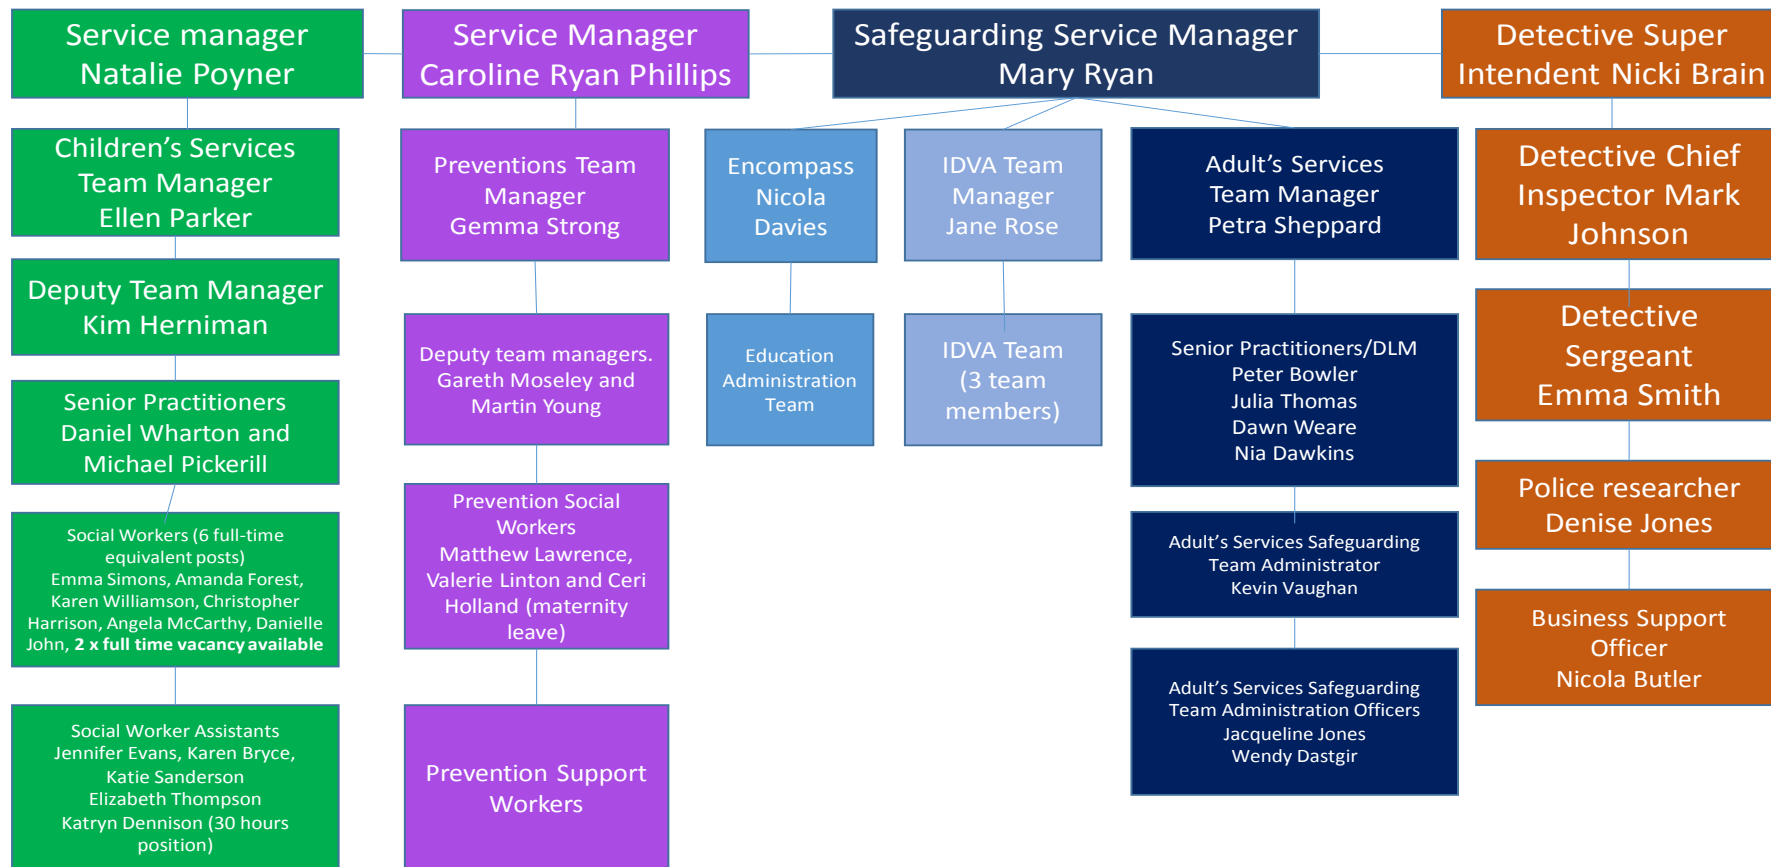 Service manager
Natalie Poyner
Service Manager
Caroline Ryan Phillips
Safeguarding Service Manager
Mary Ryan
Detective Super
Intendent Nicki Brain
Children’s Services
Team Manager
Ellen Parker
Deputy Team Manager
Kim Herniman
Senior Practitioners
Daniel Wharton and
Michael Pickerill
Social Workers (6 full-time
equivalent posts)
Emma Simons, Amanda Forest,
Karen Williamson, Christopher
Harrison, Angela McCarthy, Danielle
John, 2 x full time vacancy available
Social Worker Assistants
Jennifer Evans, Karen Bryce,
Katie Sanderson
Elizabeth Thompson
Katryn Dennison (30 hours
position)
Preventions Team
Manager
Gemma Strong
Deputy team managers.
Gareth Moseley and
Martin Young
Prevention Social
Workers
Matthew Lawrence,
Valerie Linton and Ceri
Holland (maternity
leave)
Prevention Support
Workers
Encompass
Nicola
Davies
Education
Administration
Team
IDVA Team
Manager
Jane Rose
IDVA Team
(3 team
members)
Adult’s Services
Team Manager
Petra Sheppard
Senior Practitioners/DLM
Peter Bowler
Julia Thomas
Dawn Weare
Nia Dawkins
Adult’s Services Safeguarding
Team Administrator
Kevin Vaughan
Adult’s Services Safeguarding
Team Administration Officers
Jacqueline Jones
Wendy Dastgir
Detective Chief
Inspector Mark
Johnson
Detective
Sergeant
Emma Smith
Police researcher
Denise Jones
Business Support
Officer
Nicola Butler